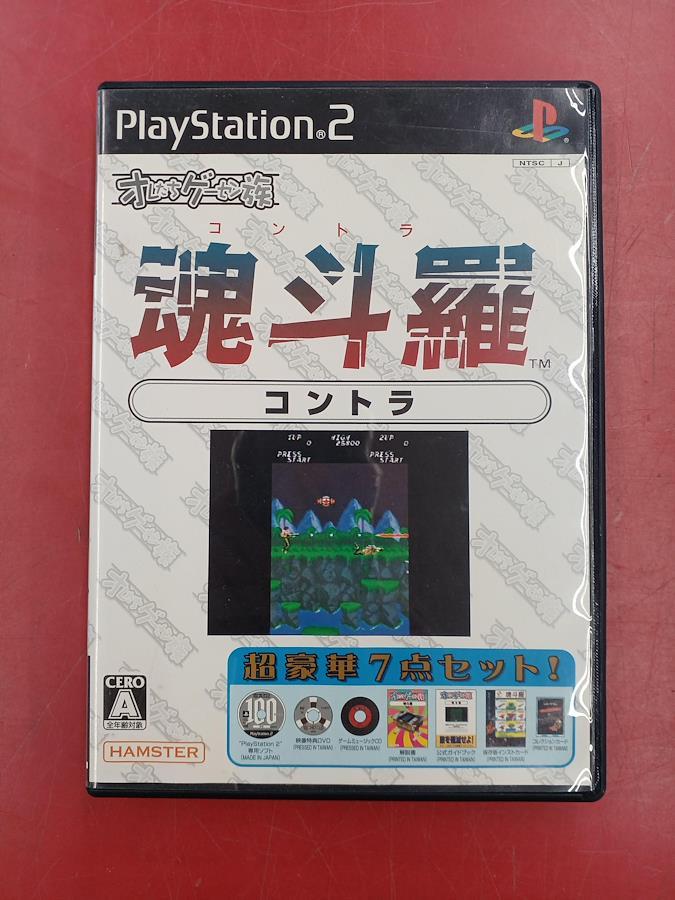 PlayStation®2
NTSC J
オレたちゲーセン族
コントラ
魂斗羅™
コントラ
1UP HIGH 2UP
0 25800 0
PRESS START PRESS START
超豪華7点セット!
CERO
A
全年齢対象
HAMSTER
"PlayStation 2" 専用ソフト (MADE IN JAPAN)
映像特典DVD (PRESSED IN TAIWAN)
ゲームミュージックCD (PRESSED IN TAIWAN)
解説書 (PRINTED IN TAIWAN)
公式ガイドブック (PRINTED IN TAIWAN)
保存版インストカード (PRINTED IN TAIWAN)
コレクションカード (PRINTED IN TAIWAN)